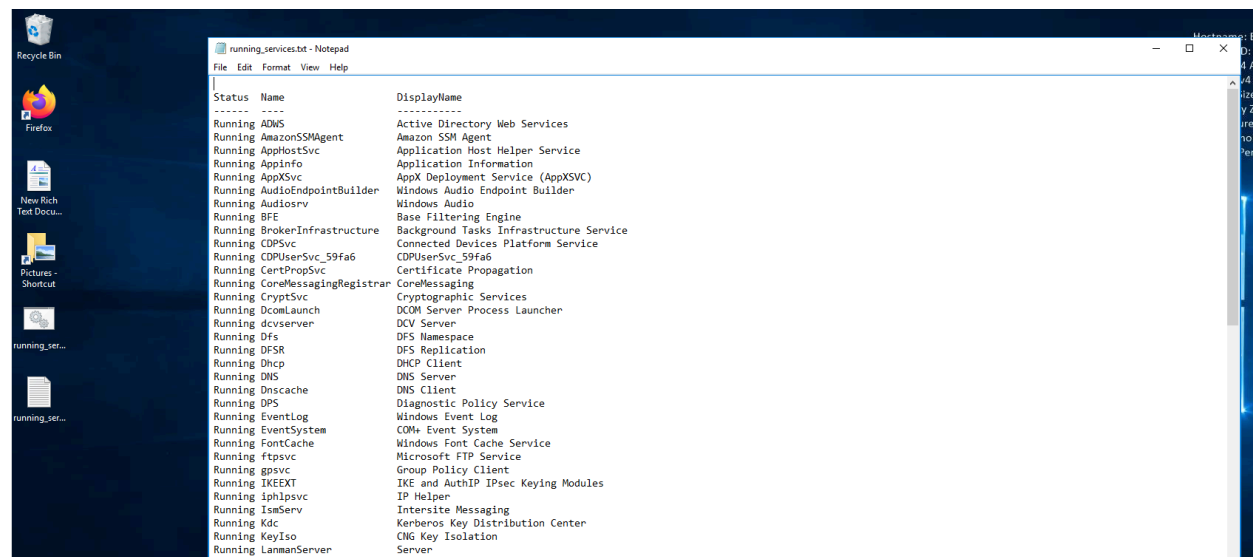 Recycle Bin
Firefox
New Rich
Text Docu...
Pictures -
Shortcut
running_ser...
running_ser...
running_services.txt - Notepad
File Edit Format View Help
Status Name DisplayName
------ ---- -----------
Running ADWS Active Directory Web Services
Running AmazonSSMAgent Amazon SSM Agent
Running AppHostSvc Application Host Helper Service
Running Appinfo Application Information
Running AppXSvc AppX Deployment Service (AppXSVC)
Running AudioEndpointBuilder Windows Audio Endpoint Builder
Running Audiosrv Windows Audio
Running BFE Base Filtering Engine
Running BrokerInfrastructure Background Tasks Infrastructure Service
Running CDPSvc Connected Devices Platform Service
Running CDPUserSvc_59fa6 CDPUserSvc_59fa6
Running CertPropSvc Certificate Propagation
Running CoreMessagingRegistrar CoreMessaging
Running CryptSvc Cryptographic Services
Running DcomLaunch DCOM Server Process Launcher
Running dcvserver DCV Server
Running Dfs DFS Namespace
Running DFSR DFS Replication
Running Dhcp DHCP Client
Running DNS DNS Server
Running Dnscache DNS Client
Running DPS Diagnostic Policy Service
Running EventLog Windows Event Log
Running EventSystem COM+ Event System
Running FontCache Windows Font Cache Service
Running ftpsvc Microsoft FTP Service
Running gpsvc Group Policy Client
Running IKEEXT IKE and AuthIP IPsec Keying Modules
Running iphlpsvc IP Helper
Running IsmServ Intersite Messaging
Running Kdc Kerberos Key Distribution Center
Running KeyIso CNG Key Isolation
Running LanmanServer Server